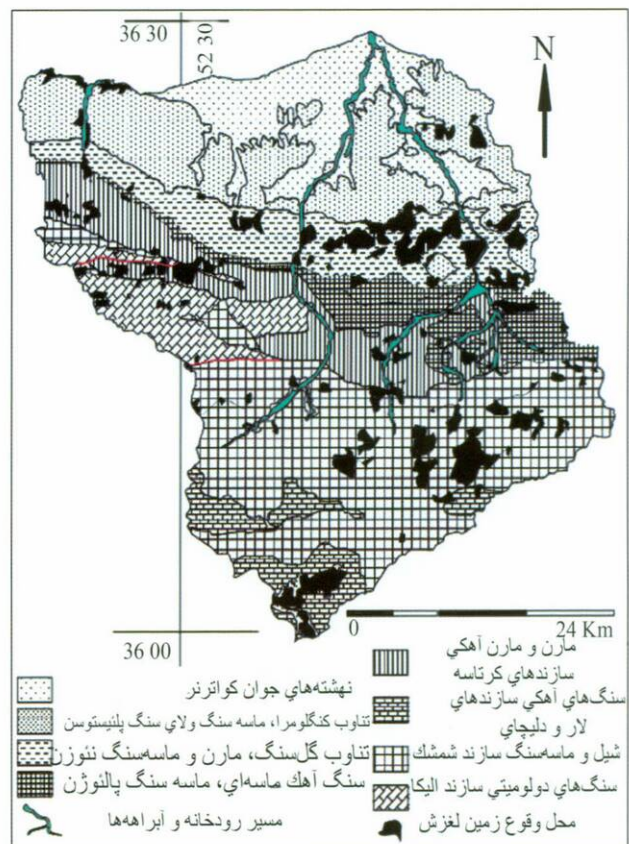 36 30
52 30
N
36 00
0 24 Km
مارن و مارن آهكي
سازندهاي كرتاسه
سنگ‌هاي آهكي سازندهاي
لار و دليچاي
شيل و ماسه‌سنگ سازند شمشك
سنگ‌هاي دولوميتي سازند اليكا
محل وقوع زمين لغزش
نهشته‌هاي جوان كواترنر
تناوب كنگلومرا، ماسه سنگ ولاي سنگ پلئيستوسن
تناوب گل‌سنگ، مارن و ماسه‌سنگ نئوژن
سنگ آهك ماسه‌اي، ماسه سنگ پالئوژن
مسير رودخانه و آبراهه‌ها